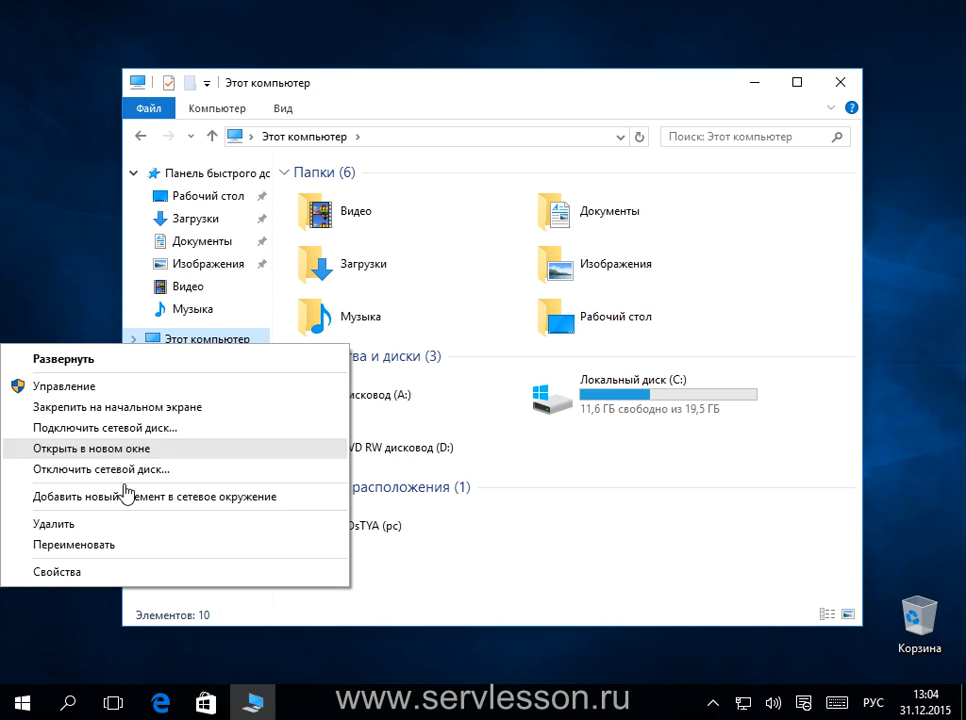 Этот компьютер
Файл
Компьютер
Вид
?
Этот компьютер
Поиск: Этот компьютер
Панель быстрого дс
Рабочий стол
Загрузки
Документы
Изображения
Видео
Музыка
Этот компьютер
Папки (6)
Видео
Документы
Загрузки
Изображения
Музыка
Рабочий стол
ва и диски (3)
исковод (A:)
Локальный диск (C:)
11,6 ГБ свободно из 19,5 ГБ
VD RW дисковод (D:)
расположения (1)
OsTYA (pc)
Элементов: 10
Развернуть
Управление
Закрепить на начальном экране
Подключить сетевой диск...
Открыть в новом окне
Отключить сетевой диск...
Добавить новый элемент в сетевое окружение
Удалить
Переименовать
Свойства
Корзина
www.servlesson.ru
РУС
13:04
31.12.2015